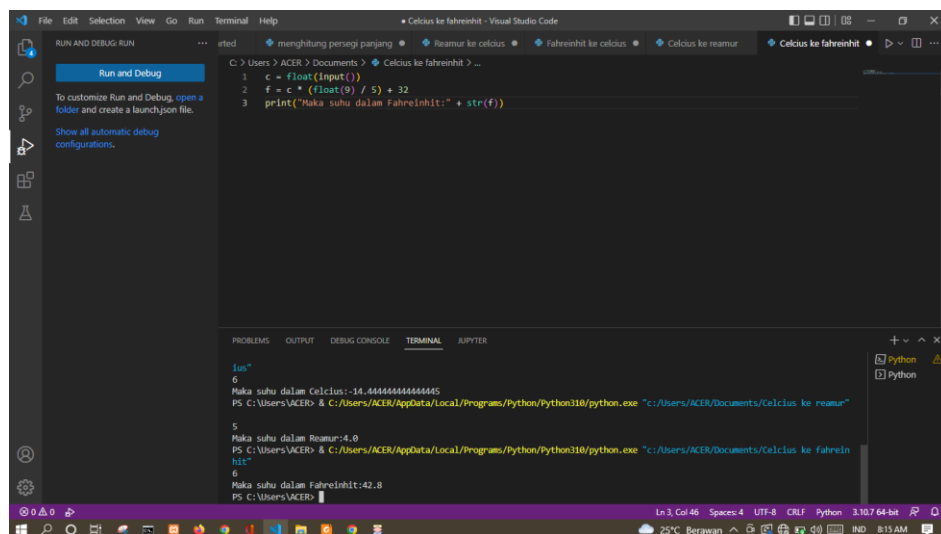 File Edit Selection View Go Run Terminal Help
● Celcius ke fahreinhit - Visual Studio Code
RUN AND DEBUG: RUN ...
arted menghitung persegi panjang ● Reamur ke celcius ● Fahreinhit ke celcius ● Celcius ke reamur Celcius ke fahreinhit ●
C: > Users > ACER > Documents > Celcius ke fahreinhit > ...
Run and Debug
To customize Run and Debug, open a
folder and create a launch.json file.
Show all automatic debug
configurations.
1 c = float(input())
2 f = c * (float(9) / 5) + 32
3 print("Maka suhu dalam Fahreinhit:" + str(f))
PROBLEMS OUTPUT DEBUG CONSOLE TERMINAL JUPYTER
Python
Python
ius"
6
Maka suhu dalam Celcius:-14.444444444444445
PS C:\Users\ACER> & C:/Users/ACER/AppData/Local/Programs/Python/Python310/python.exe "c:/Users/ACER/Documents/Celcius ke reamur"
5
Maka suhu dalam Reamur:4.0
PS C:\Users\ACER> & C:/Users/ACER/AppData/Local/Programs/Python/Python310/python.exe "c:/Users/ACER/Documents/Celcius ke fahrein
hit"
6
Maka suhu dalam Fahreinhit:42.8
PS C:\Users\ACER>
0 0 Ln 3, Col 46 Spaces: 4 UTF-8 CRLF Python 3.10.7 64-bit
25°C Berawan IND 8:15 AM